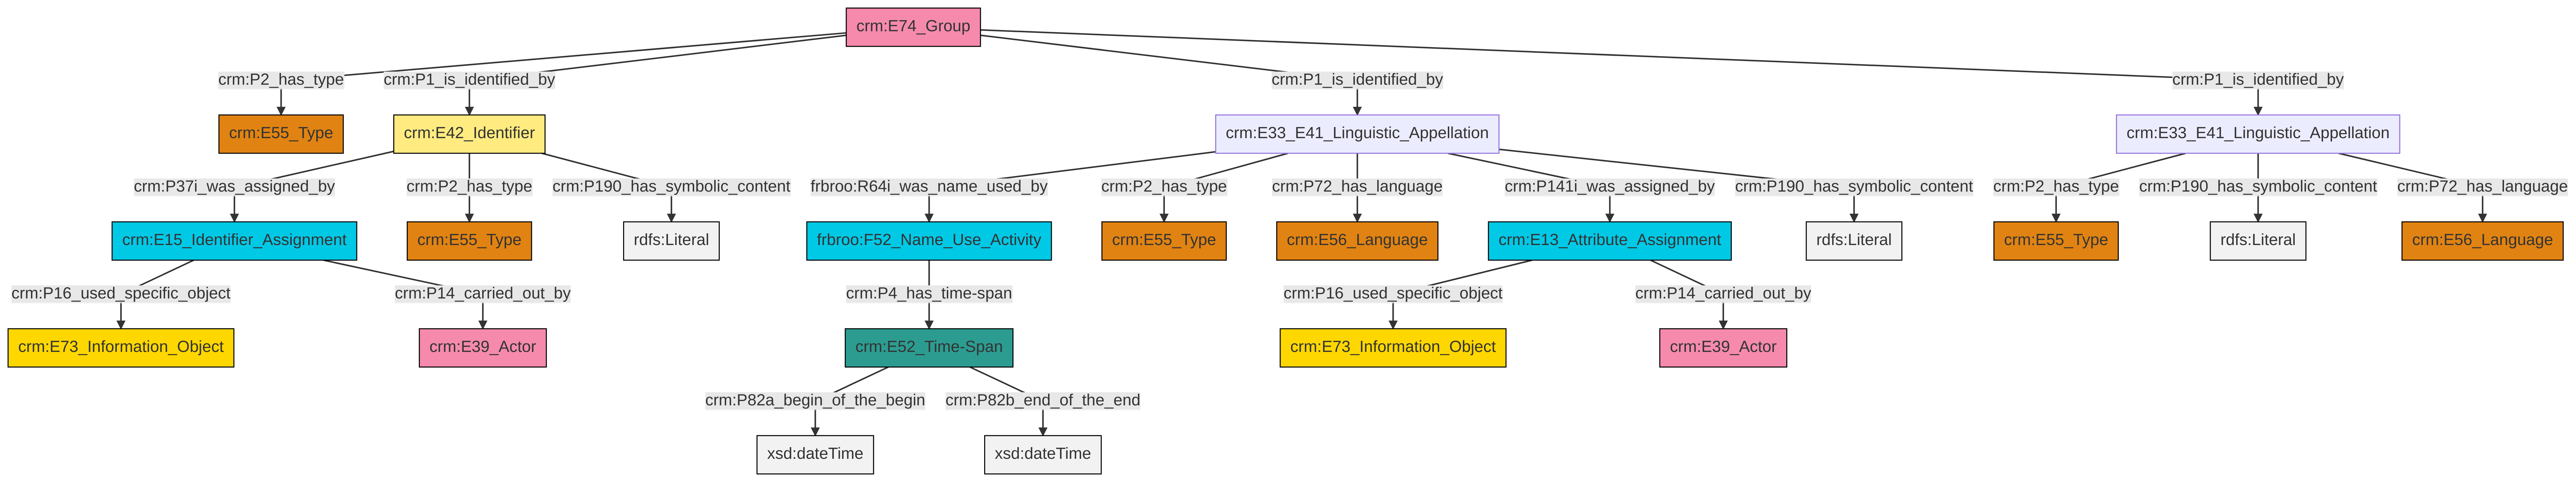 crm:E74_Group
crm:P2_has_type
crm:P1_is_identified_by
crm:P1_is_identified_by
crm:P1_is_identified_by
crm:E55_Type
crm:E42_Identifier
crm:E33_E41_Linguistic_Appellation
crm:E33_E41_Linguistic_Appellation
crm:P37i_was_assigned_by
crm:P2_has_type
crm:P190_has_symbolic_content
frbroo:R64i_was_name_used_by
crm:P2_has_type
crm:P72_has_language
crm:P141i_was_assigned_by
crm:P190_has_symbolic_content
crm:P2_has_type
crm:P190_has_symbolic_content
crm:P72_has_language
crm:E15_Identifier_Assignment
crm:E55_Type
rdfs:Literal
frbroo:F52_Name_Use_Activity
crm:E55_Type
crm:E56_Language
crm:E13_Attribute_Assignment
rdfs:Literal
crm:E55_Type
rdfs:Literal
crm:E56_Language
crm:P16_used_specific_object
crm:P14_carried_out_by
crm:P4_has_time-span
crm:P16_used_specific_object
crm:P14_carried_out_by
crm:E73_Information_Object
crm:E39_Actor
crm:E52_Time-Span
crm:E73_Information_Object
crm:E39_Actor
crm:P82a_begin_of_the_begin
crm:P82b_end_of_the_end
xsd:dateTime
xsd:dateTime